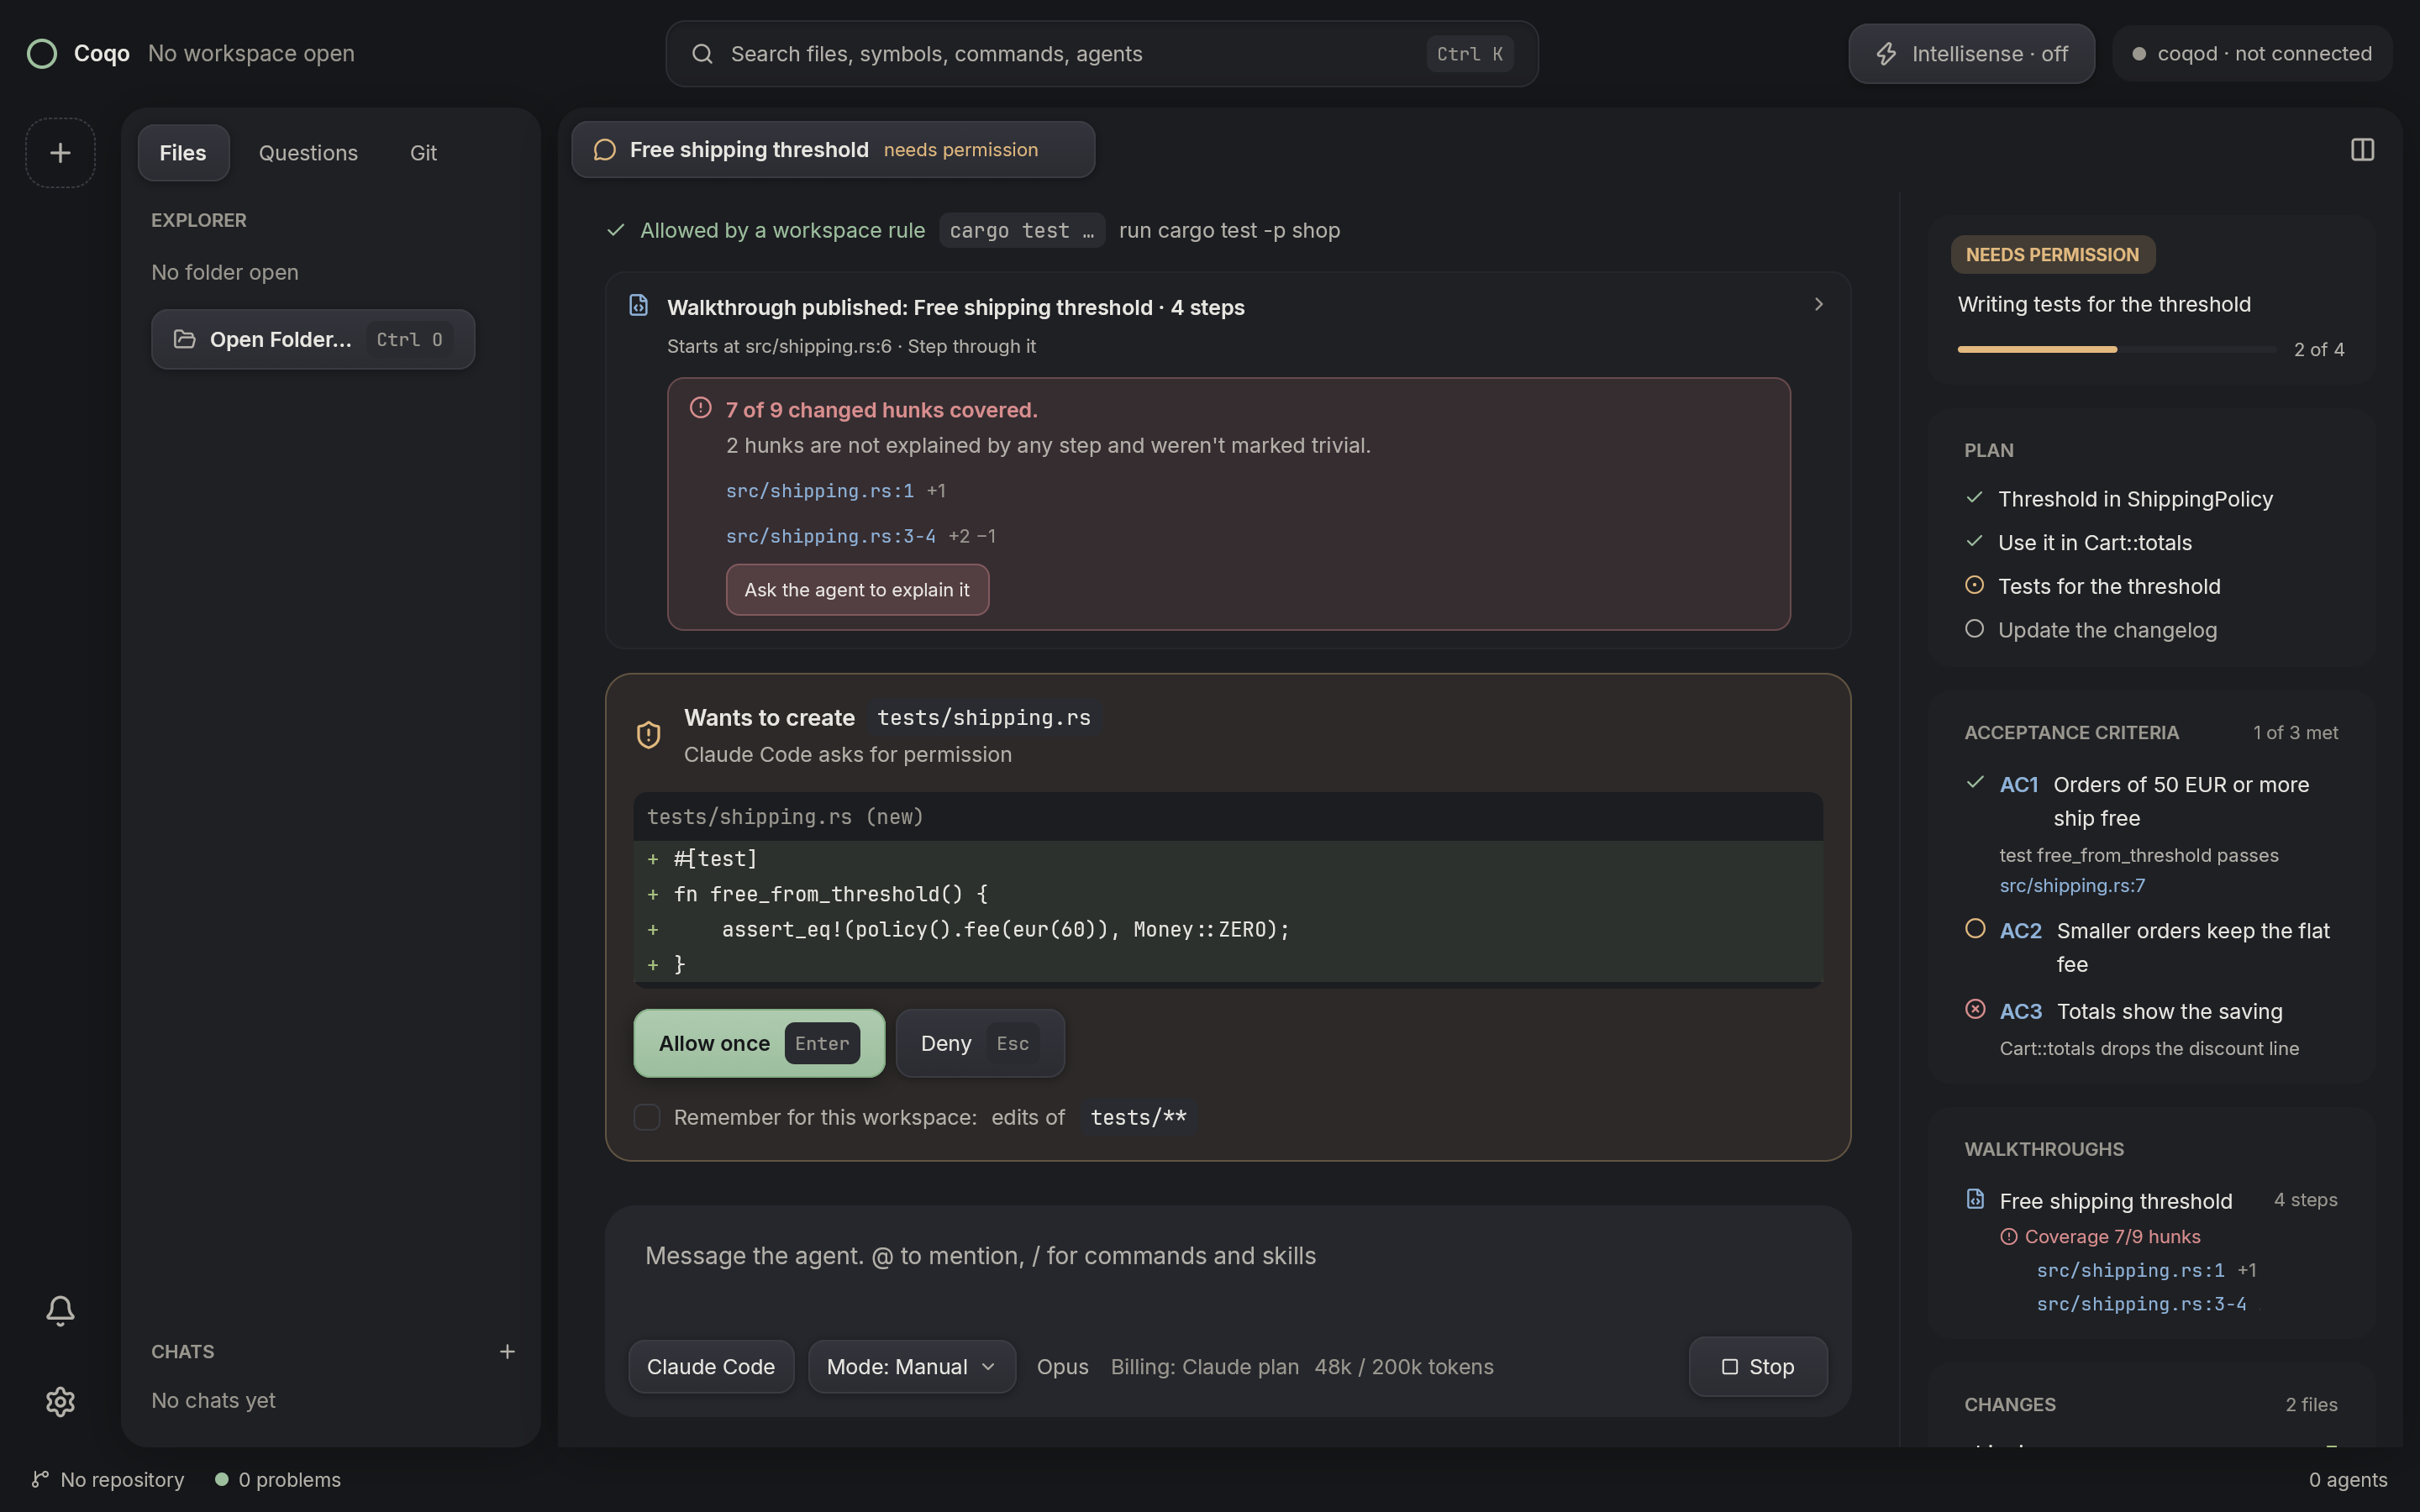 Coqo No workspace open
Search files, symbols, commands, agents Ctrl K
Intellisense · off
coqod · not connected
Files Questions Git
EXPLORER
No folder open
Open Folder... Ctrl O
CHATS
No chats yet
Free shipping threshold needs permission
Allowed by a workspace rule cargo test … run cargo test -p shop
Walkthrough published: Free shipping threshold · 4 steps
Starts at src/shipping.rs:6 · Step through it
7 of 9 changed hunks covered.
2 hunks are not explained by any step and weren't marked trivial.
src/shipping.rs:1 +1
src/shipping.rs:3-4 +2 −1
Ask the agent to explain it
Wants to create tests/shipping.rs
Claude Code asks for permission
tests/shipping.rs (new)
+ #[test]
+ fn free_from_threshold() {
+     assert_eq!(policy().fee(eur(60)), Money::ZERO);
+ }
Allow once Enter
Deny Esc
Remember for this workspace: edits of tests/**
Message the agent. @ to mention, / for commands and skills
Claude Code Mode: Manual Opus Billing: Claude plan 48k / 200k tokens Stop
NEEDS PERMISSION
Writing tests for the threshold
2 of 4
PLAN
Threshold in ShippingPolicy
Use it in Cart::totals
Tests for the threshold
Update the changelog
ACCEPTANCE CRITERIA 1 of 3 met
AC1 Orders of 50 EUR or more
ship free
test free_from_threshold passes
src/shipping.rs:7
AC2 Smaller orders keep the flat
fee
AC3 Totals show the saving
Cart::totals drops the discount line
WALKTHROUGHS
Free shipping threshold 4 steps
Coverage 7/9 hunks
src/shipping.rs:1 +1
src/shipping.rs:3-4
CHANGES 2 files
No repository 0 problems
0 agents